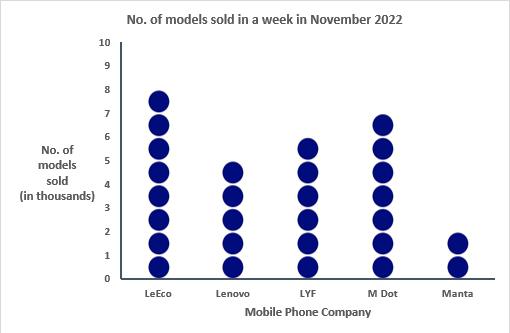 No. of models sold in a week in November 2022
10
9
8
7
6
5
4
3
2
1
0
No. of
models
sold
(in thousands)
LeEco Lenovo LYF M Dot Manta
Mobile Phone Company